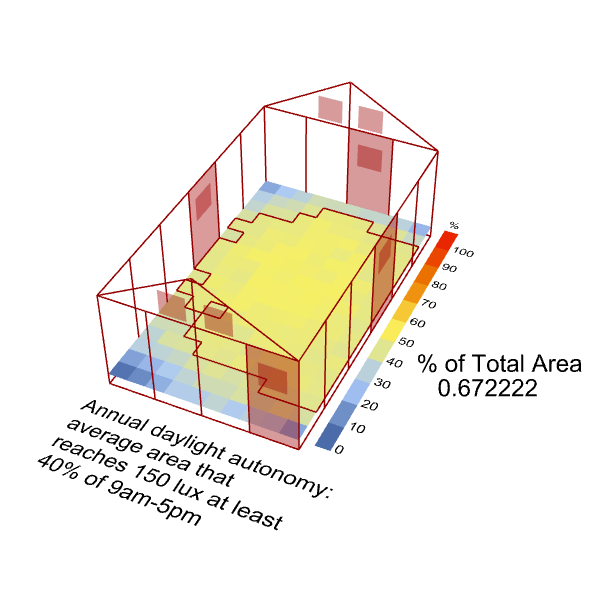 %
100
90
80
70
60
50
40
30
20
10
0
% of Total Area
0.672222
Annual daylight autonomy:
average area that
reaches 150 lux at least
40% of 9am-5pm